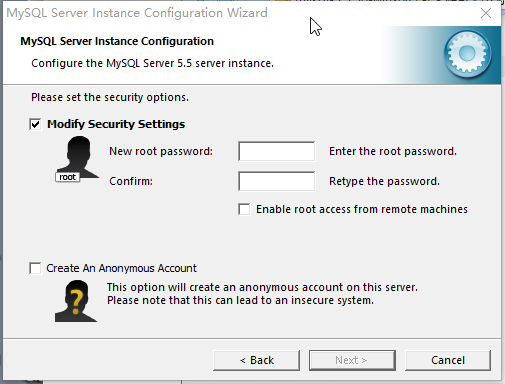 MySQL Server Instance Configuration Wizard
MySQL Server Instance Configuration
Configure the MySQL Server 5.5 server instance.
Please set the security options.
Modify Security Settings
root
New root password:
Enter the root password.
Confirm:
Retype the password.
Enable root access from remote machines
Create An Anonymous Account
This option will create an anonymous account on this server.
Please note that this can lead to an insecure system.
< Back
Next >
Cancel